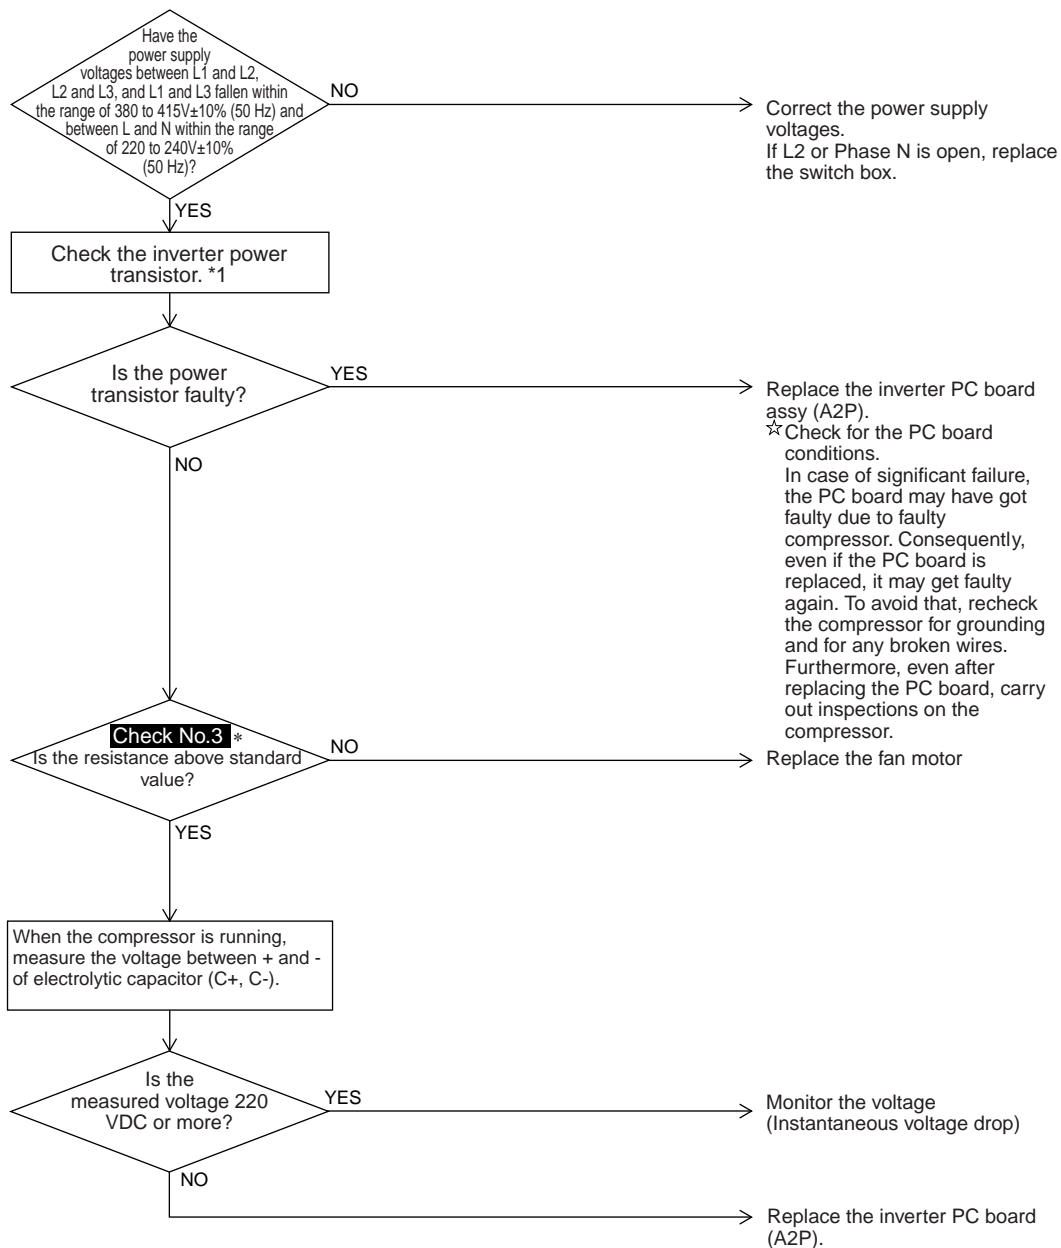 Have the
power supply
voltages between L1 and L2,
L2 and L3, and L1 and L3 fallen within
the range of 380 to 415V±10% (50 Hz) and
between L and N within the range
of 220 to 240V±10%
(50 Hz)?
NO
Correct the power supply
voltages.
If L2 or Phase N is open, replace
the switch box.
YES
Check the inverter power
transistor. *1
Is the power
transistor faulty?
YES
Replace the inverter PC board
assy (A2P).
☆Check for the PC board
conditions.
In case of significant failure,
the PC board may have got
faulty due to faulty
compressor. Consequently,
even if the PC board is
replaced, it may get faulty
again. To avoid that, recheck
the compressor for grounding
and for any broken wires.
Furthermore, even after
replacing the PC board, carry
out inspections on the
compressor.
NO
Check No.3 *
Is the resistance above standard
value?
NO
Replace the fan motor
YES
When the compressor is running,
measure the voltage between + and -
of electrolytic capacitor (C+, C-).
Is the
measured voltage 220
VDC or more?
YES
Monitor the voltage
(Instantaneous voltage drop)
NO
Replace the inverter PC board
(A2P).